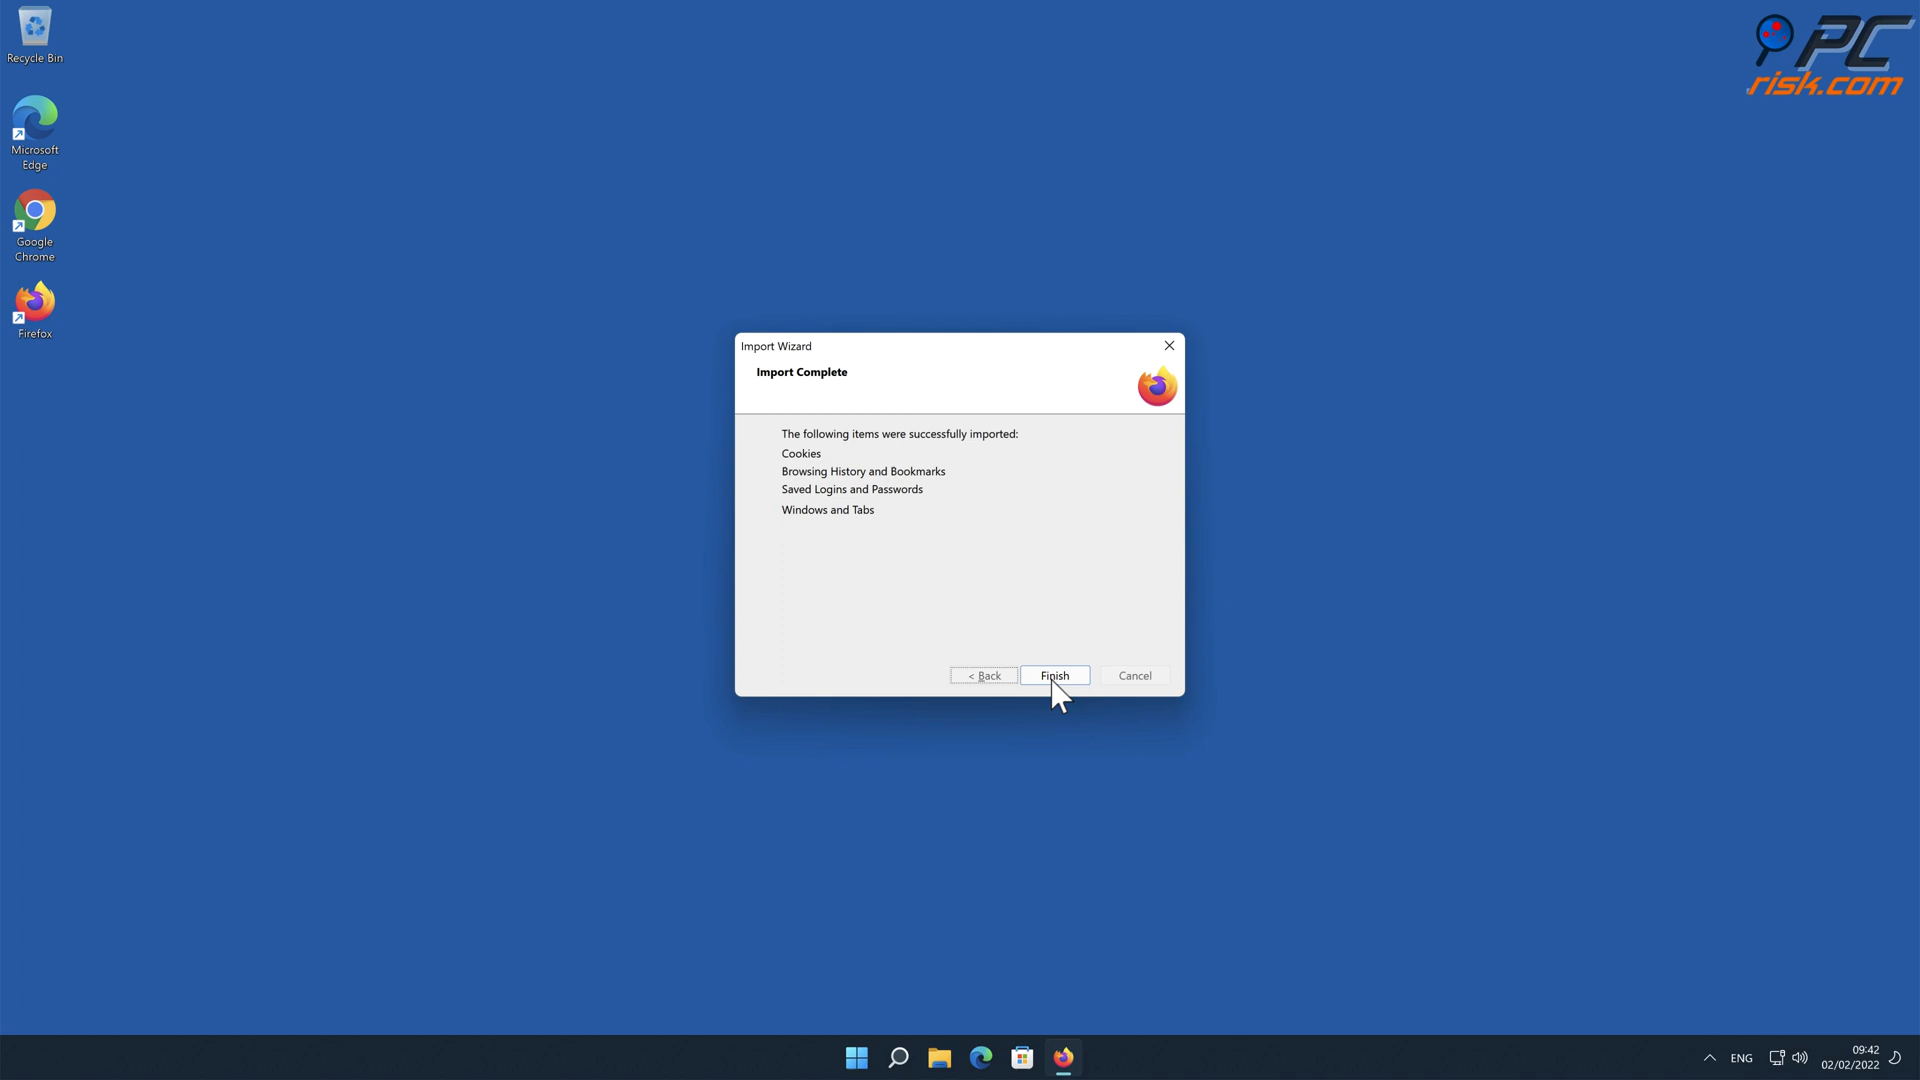 Recycle Bin
PC
risk.com
Microsoft
Edge
Google
Chrome
Firefox
Import Wizard
Import Complete
The following items were successfully imported:
Cookies
Browsing History and Bookmarks
Saved Logins and Passwords
Windows and Tabs
< Back Finish Cancel
ENG
09:42
02/02/2022